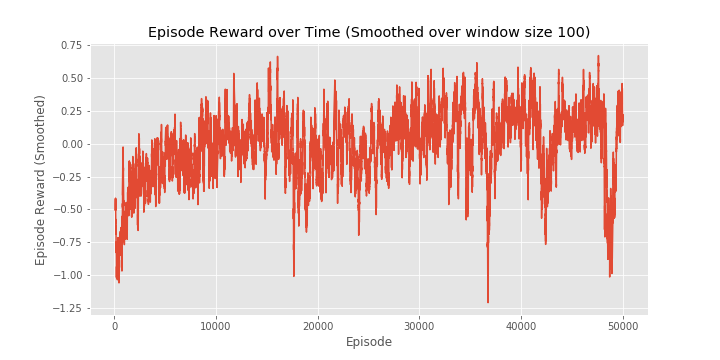 Episode Reward over Time (Smoothed over window size 100)
Episode Reward (Smoothed)
0.75
0.50
0.25
0.00
−0.25
−0.50
−0.75
−1.00
−1.25
0 10000 20000 30000 40000 50000
Episode